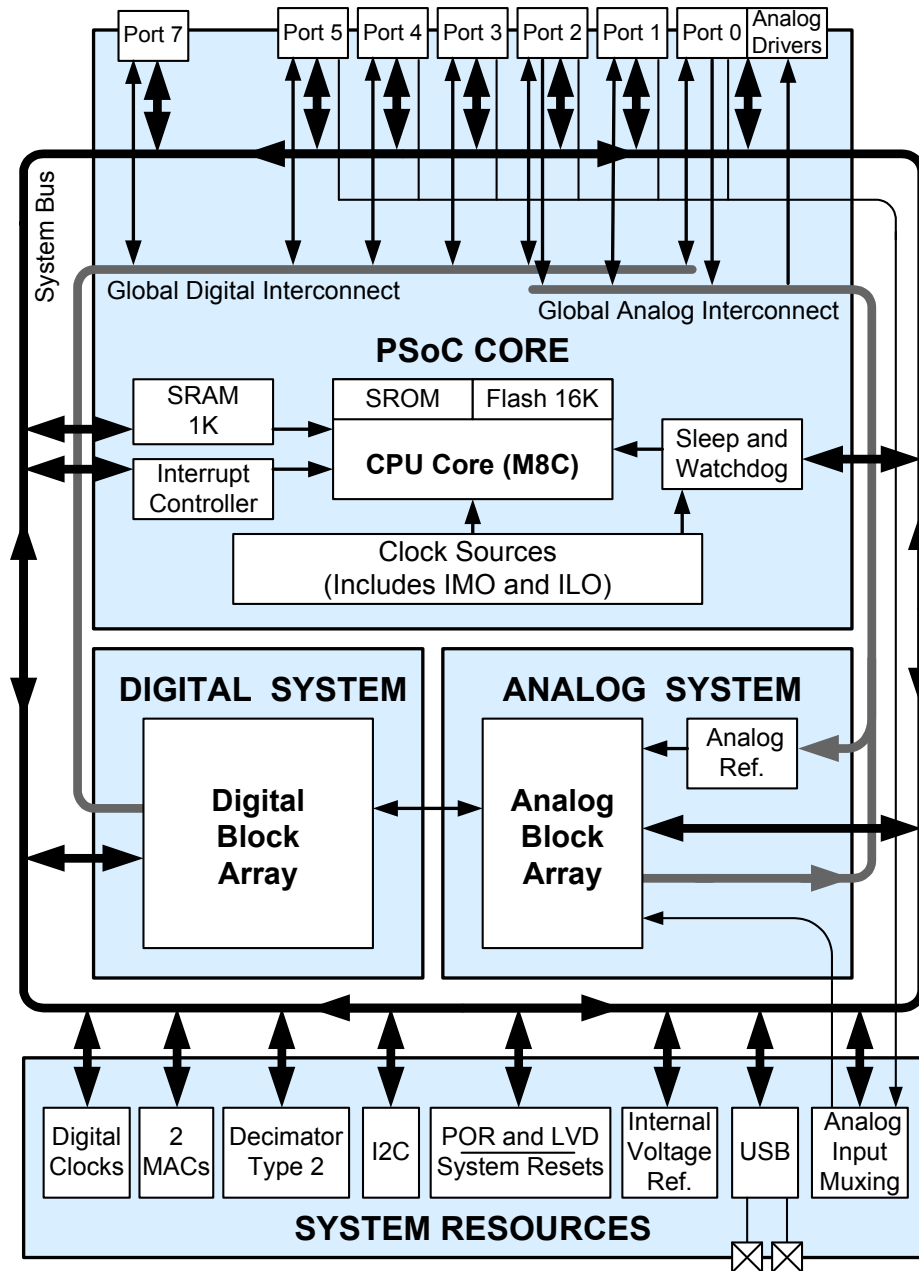 Port 7
Port 5
Port 4
Port 3
Port 2
Port 1
Port 0
Analog
Drivers
System Bus
Global Digital Interconnect
Global Analog Interconnect
PSoC CORE
SRAM
1K
SROM
Flash 16K
CPU Core (M8C)
Interrupt
Controller
Sleep and
Watchdog
Clock Sources
(Includes IMO and ILO)
DIGITAL SYSTEM
Digital
Block
Array
ANALOG SYSTEM
Analog
Block
Array
Analog
Ref.
Digital
Clocks
2
MACs
Decimator
Type 2
I2C
POR and LVD
System Resets
Internal
Voltage
Ref.
USB
Analog
Input
Muxing
SYSTEM RESOURCES